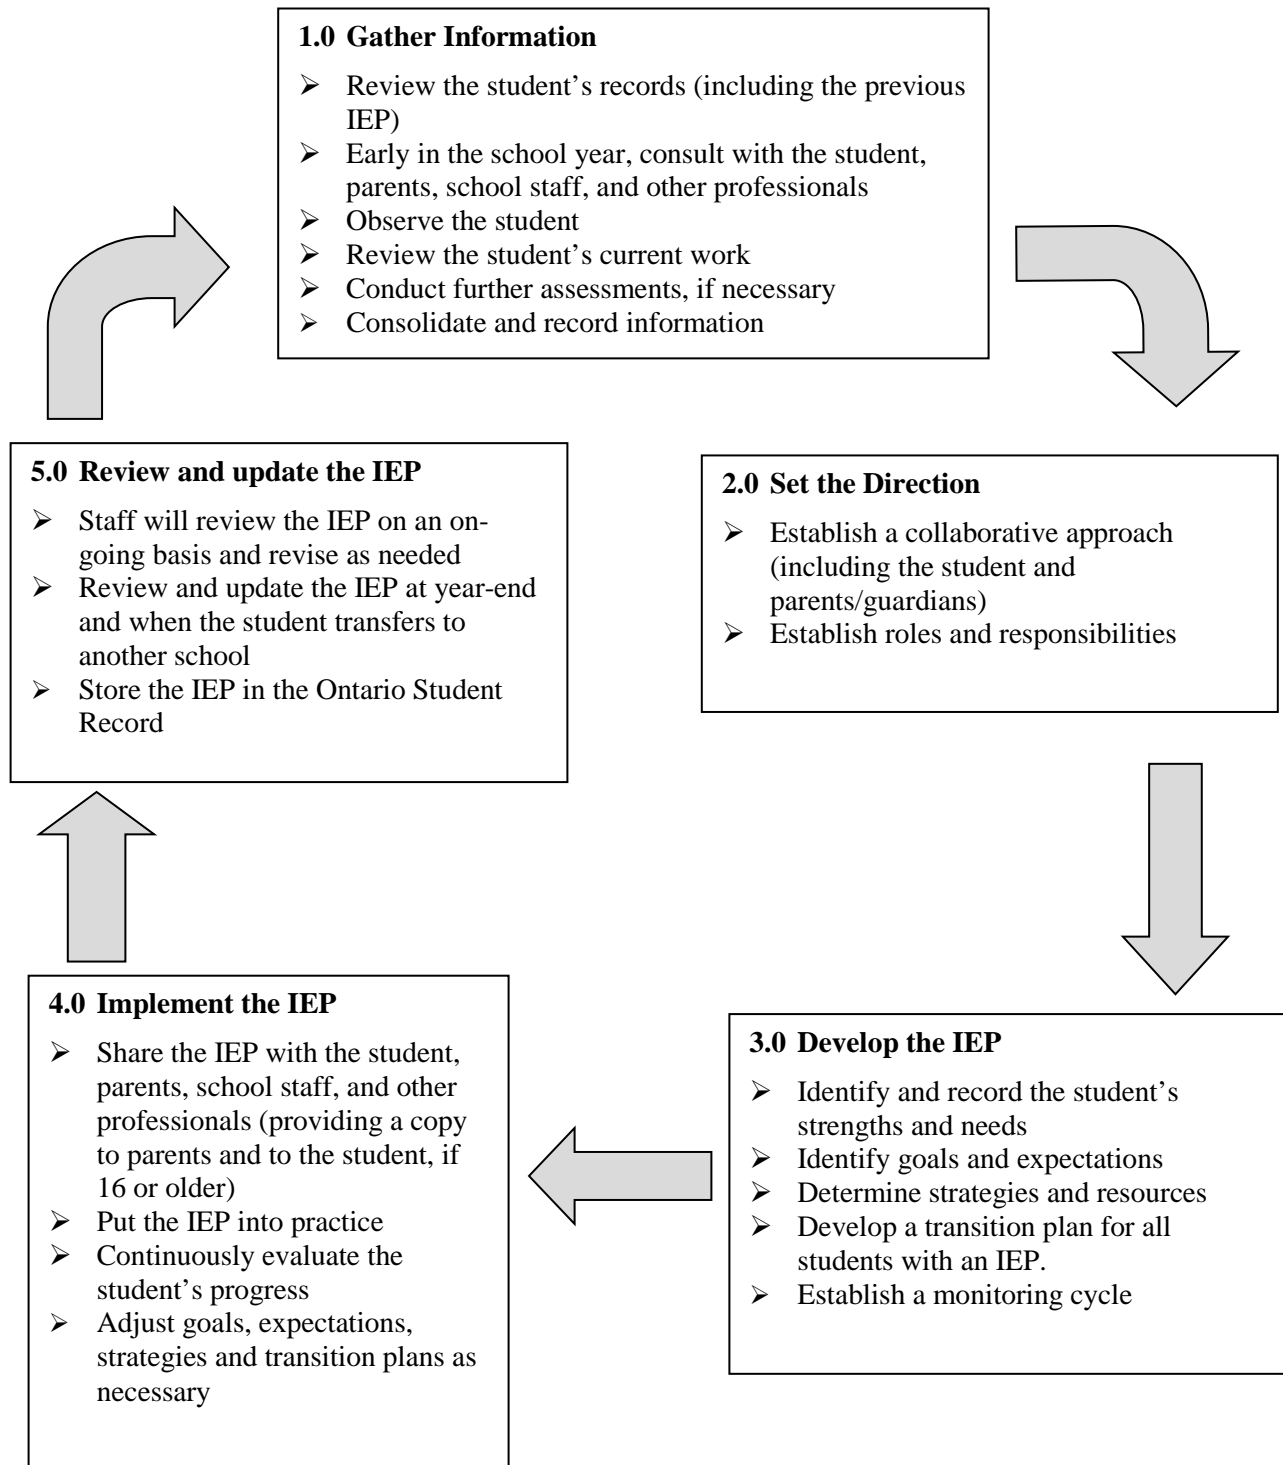 1.0 Gather Information
➢ Review the student’s records (including the previous
IEP)
➢ Early in the school year, consult with the student,
parents, school staff, and other professionals
➢ Observe the student
➢ Review the student’s current work
➢ Conduct further assessments, if necessary
➢ Consolidate and record information
2.0 Set the Direction
➢ Establish a collaborative approach
(including the student and
parents/guardians)
➢ Establish roles and responsibilities
3.0 Develop the IEP
➢ Identify and record the student’s
strengths and needs
➢ Identify goals and expectations
➢ Determine strategies and resources
➢ Develop a transition plan for all
students with an IEP.
➢ Establish a monitoring cycle
4.0 Implement the IEP
➢ Share the IEP with the student,
parents, school staff, and other
professionals (providing a copy
to parents and to the student, if
16 or older)
➢ Put the IEP into practice
➢ Continuously evaluate the
student’s progress
➢ Adjust goals, expectations,
strategies and transition plans as
necessary
5.0 Review and update the IEP
➢ Staff will review the IEP on an on-
going basis and revise as needed
➢ Review and update the IEP at year-end
and when the student transfers to
another school
➢ Store the IEP in the Ontario Student
Record